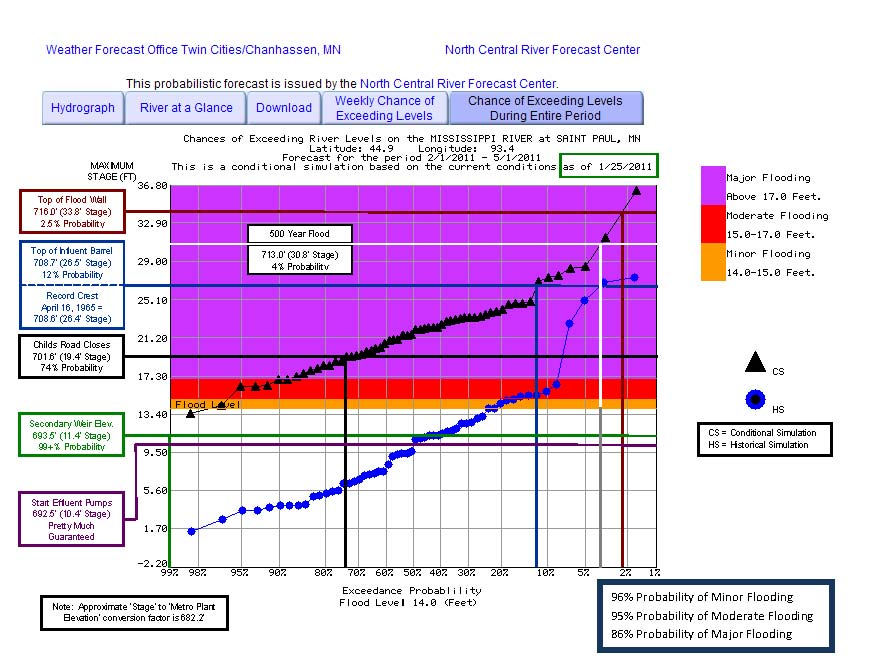 Weather Forecast Office Twin Cities/Chanhassen, MN
North Central River Forecast Center
This probabilistic forecast is issued by the North Central River Forecast Center.
Hydrograph
River at a Glance
Download
Weekly Chance of
Exceeding Levels
Chance of Exceeding Levels
During Entire Period
Chances of Exceeding River Levels on the MISSISSIPPI RIVER at SAINT PAUL, MN
Latitude: 44.9 Longitude: 93.4
Forecast for the period 2/1/2011 - 5/1/2011
This is a conditional simulation based on the current conditions as of 1/25/2011
MAXIMUM
STAGE (FT)
36.80
32.90
29.00
25.10
21.20
17.30
13.40
9.50
5.60
1.70
-2.20
Top of Flood Wall
716.0' (33.8' Stage)
2.5% Probability
Top of Influent Barrel
708.7' (26.5' Stage)
12% Probability
Record Crest
April 16, 1965 =
708.6' (26.4' Stage)
Childs Road Closes
701.6' (19.4' Stage)
74% Probability
Secondary Weir Elev.
693.5' (11.4' Stage)
99+% Probability
Start Effluent Pumps
692.5' (10.4' Stage)
Pretty Much
Guaranteed
500 Year Flood
713.0' (30.8' Stage)
4% Probability
Flood Level
99% 98% 95% 90% 80% 70% 60% 50% 40% 30% 20% 10% 5% 2% 1%
Exceedance Probablility
Flood Level 14.0 (Feet)
Major Flooding
Above 17.0 Feet.
Moderate Flooding
15.0-17.0 Feet.
Minor Flooding
14.0-15.0 Feet.
CS
HS
CS = Conditional Simulation
HS = Historical Simulation
Note: Approximate 'Stage' to 'Metro Plant
Elevation' conversion factor is 682.2'
96% Probability of Minor Flooding
95% Probability of Moderate Flooding
86% Probability of Major Flooding